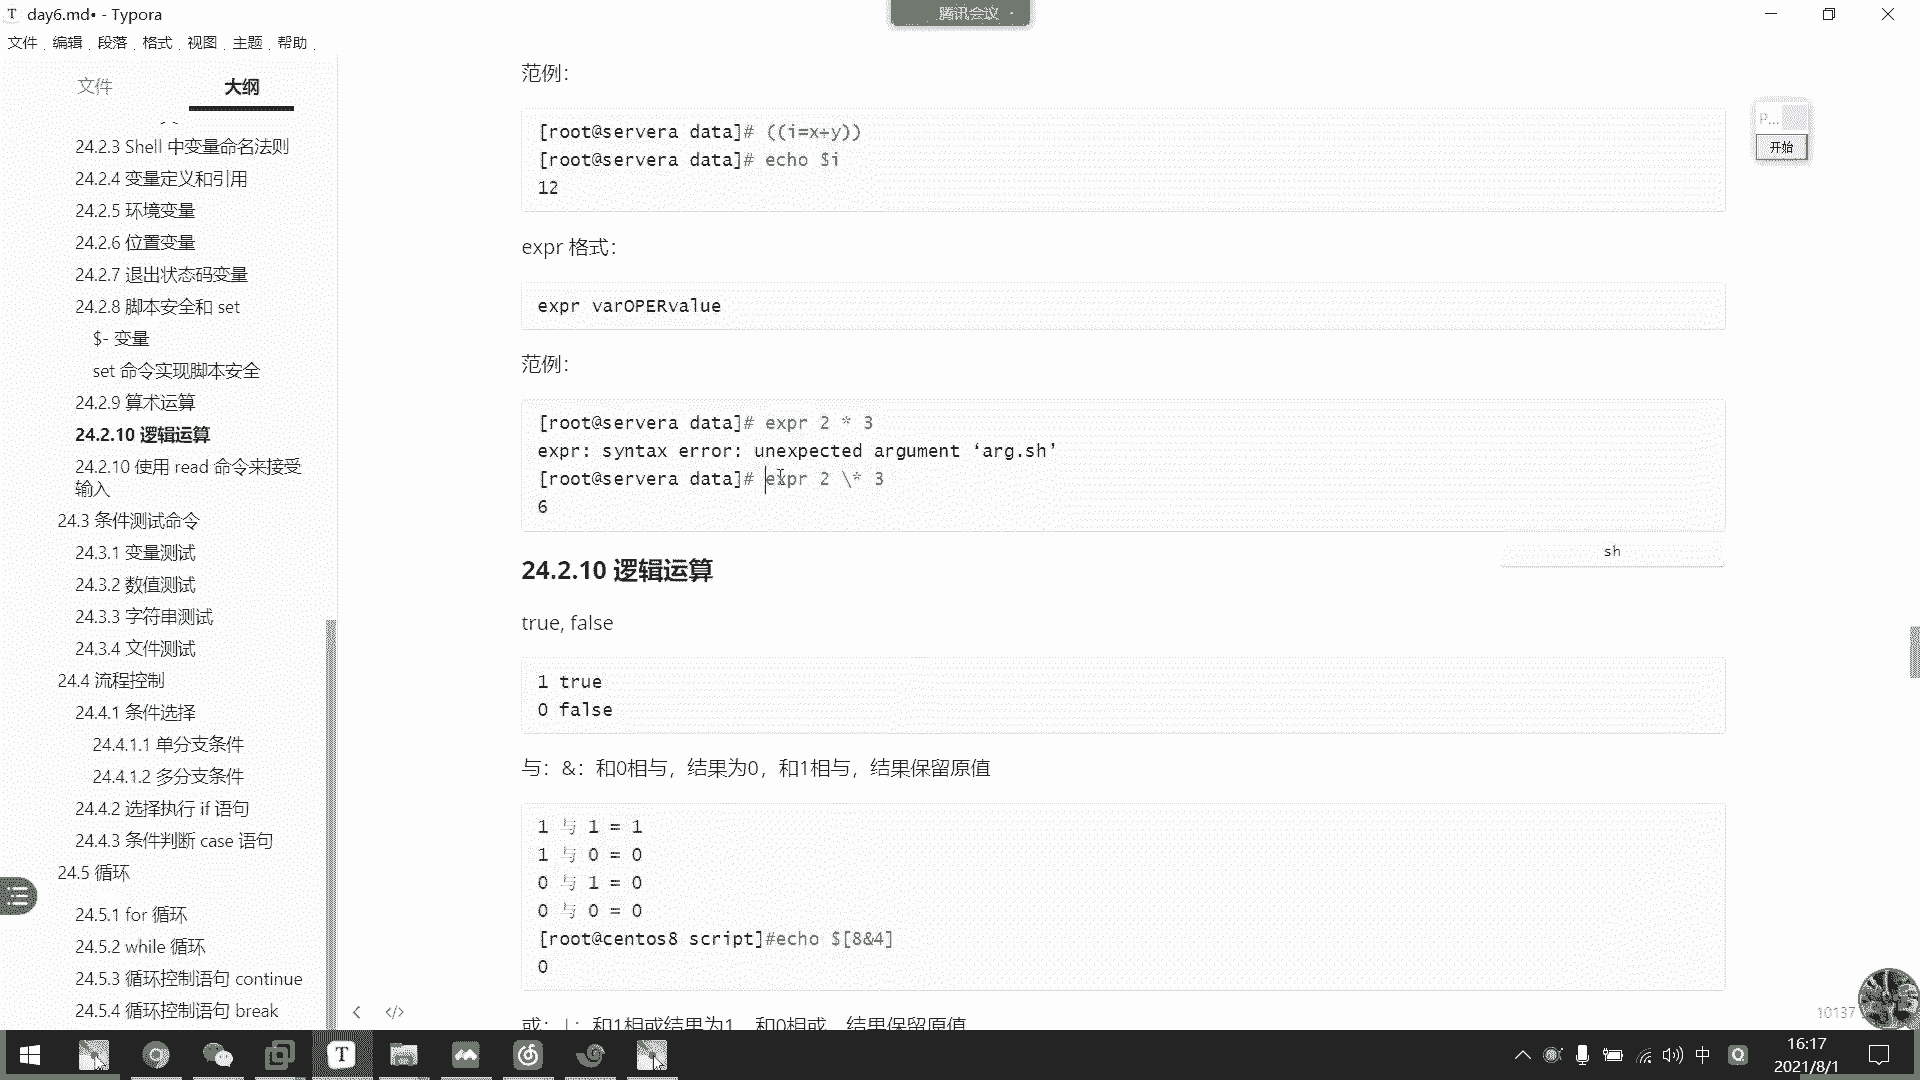 day6.md• - Typora
腾讯会议
文件 编辑 段落 格式 视图 主题 帮助
文件 大纲
24.2.3 Shell 中变量命名法则
24.2.4 变量定义和引用
24.2.5 环境变量
24.2.6 位置变量
24.2.7 退出状态码变量
24.2.8 脚本安全和 set
$- 变量
set 命令实现脚本安全
24.2.9 算术运算
24.2.10 逻辑运算
24.2.10 使用 read 命令来接受
输入
24.3 条件测试命令
24.3.1 变量测试
24.3.2 数值测试
24.3.3 字符串测试
24.3.4 文件测试
24.4 流程控制
24.4.1 条件选择
24.4.1.1 单分支条件
24.4.1.2 多分支条件
24.4.2 选择执行 if 语句
24.4.3 条件判断 case 语句
24.5 循环
24.5.1 for 循环
24.5.2 while 循环
24.5.3 循环控制语句 continue
24.5.4 循环控制语句 break
范例：
[root@servera data]# ((i=x+y))
[root@servera data]# echo $i
12
expr 格式：
expr varOPERvalue
范例：
[root@servera data]# expr 2 * 3
expr: syntax error: unexpected argument ‘arg.sh’
[root@servera data]# expr 2 \* 3
6
sh
24.2.10 逻辑运算
true, false
1 true
0 false
与：&：和0相与，结果为0，和1相与，结果保留原值
1 与 1 = 1
1 与 0 = 0
0 与 1 = 0
0 与 0 = 0
[root@centos8 script]#echo $[8&4]
0
或：|：和1相或结果为1，和0相或，结果保留原值
P...
开始
10137
中
16:17
2021/8/1